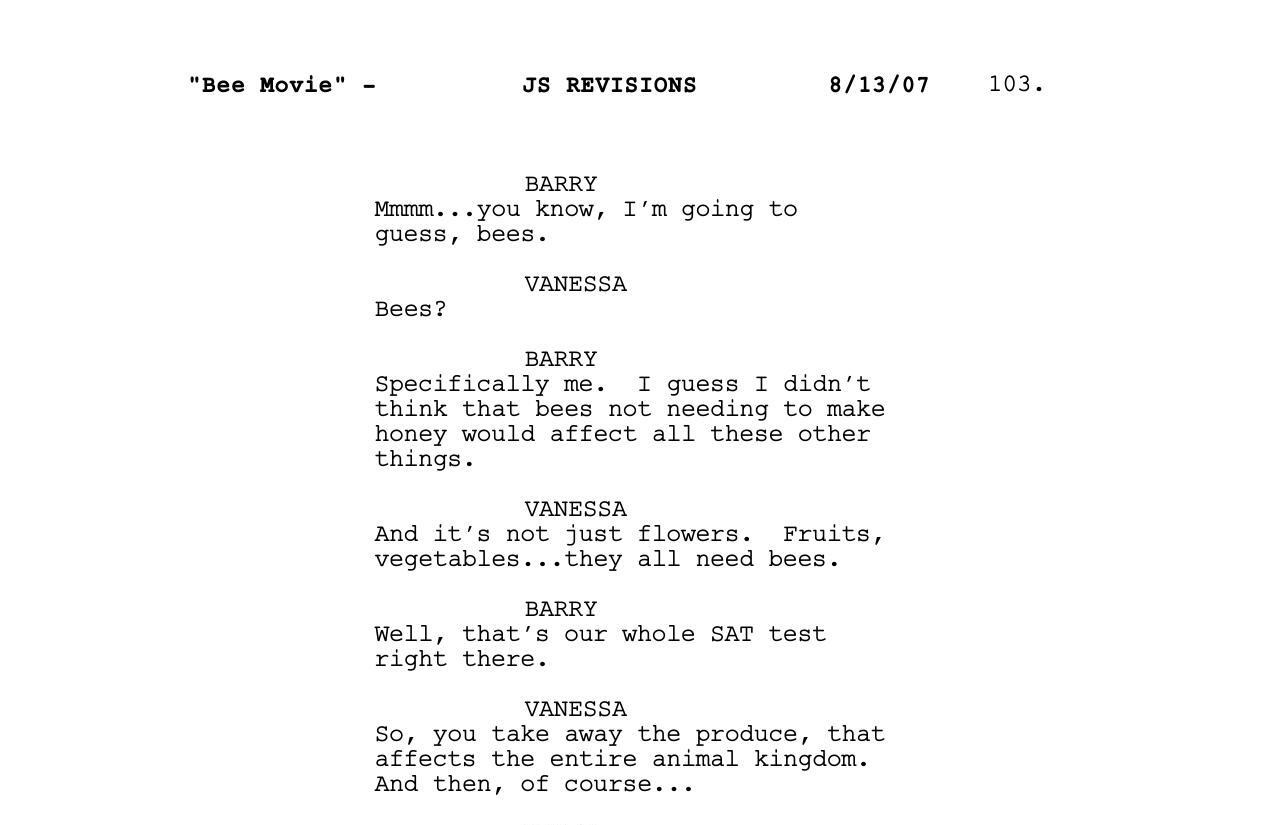 "Bee Movie" - JS REVISIONS 8/13/07 103.
BARRY
Mmmm...you know, I'm going to
guess, bees.
VANESSA
Bees?
BARRY
Specifically me.  I guess I didn't
think that bees not needing to make
honey would affect all these other
things.
VANESSA
And it's not just flowers.  Fruits,
vegetables...they all need bees.
BARRY
Well, that's our whole SAT test
right there.
VANESSA
So, you take away the produce, that
affects the entire animal kingdom.
And then, of course...